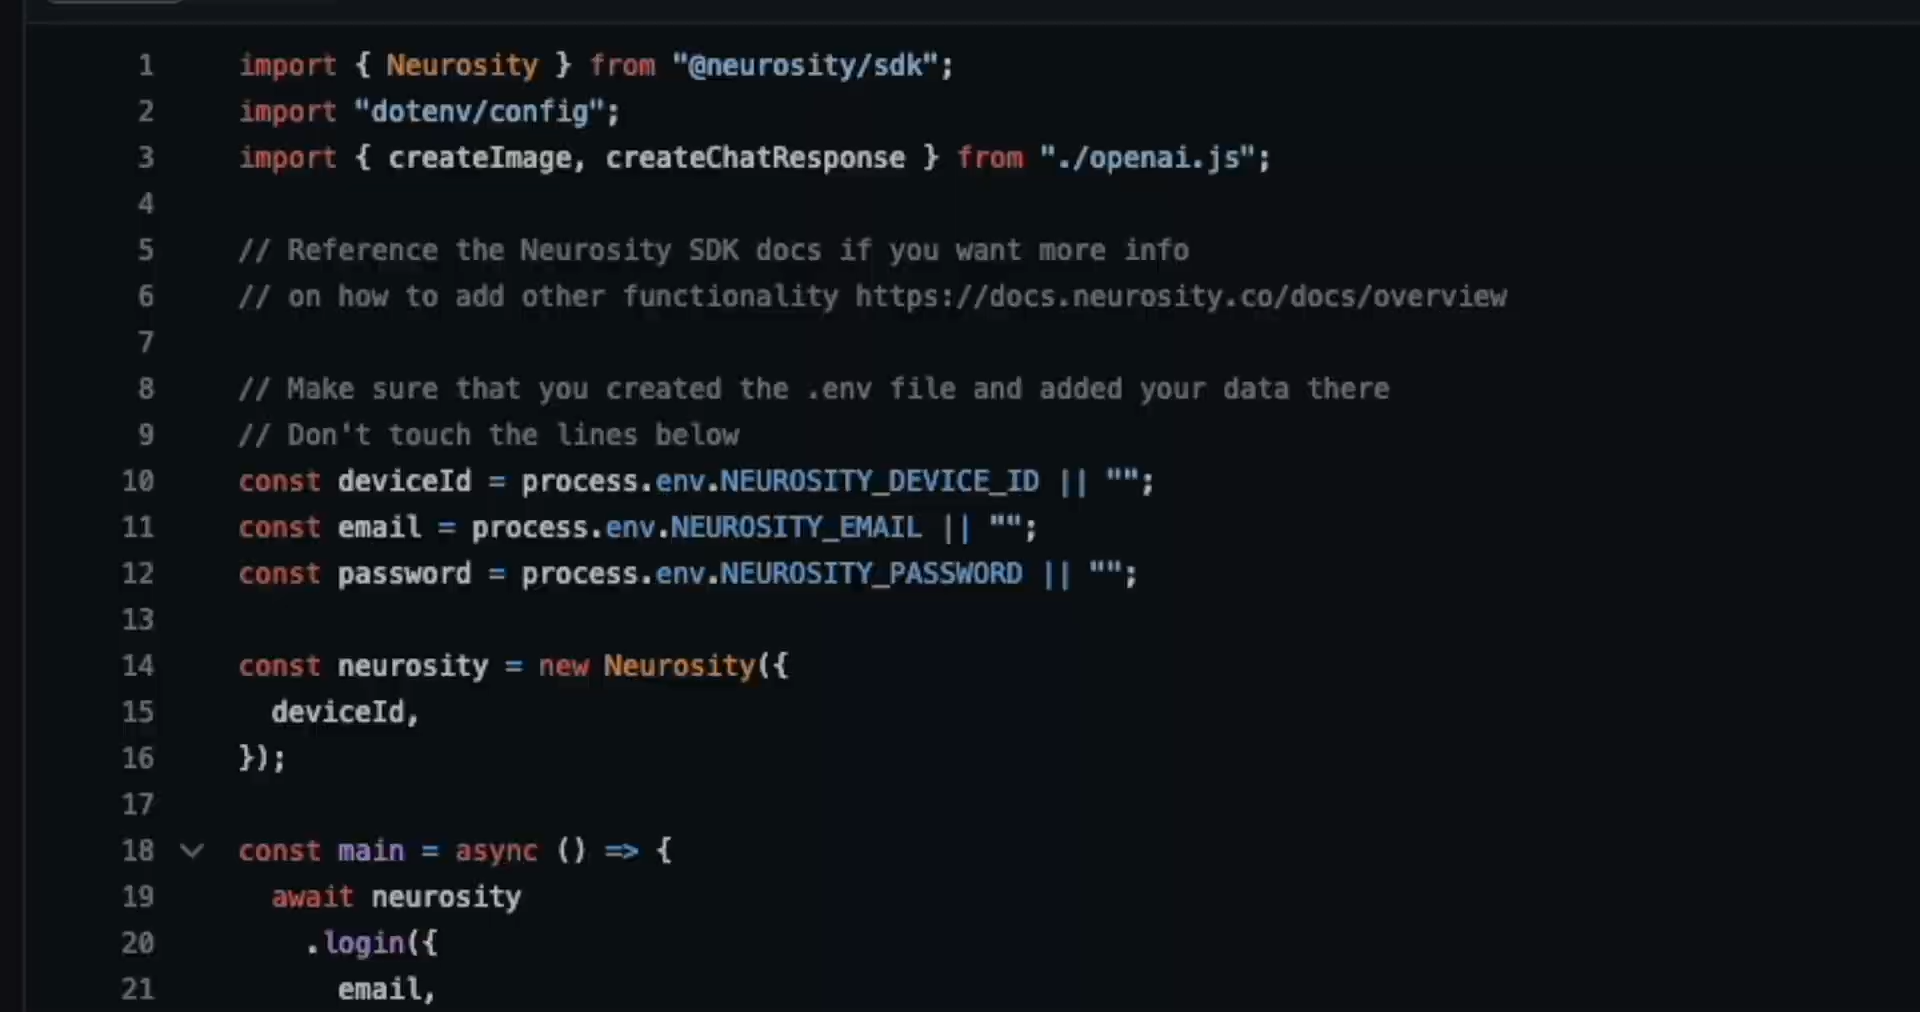 1 import { Neurosity } from "@neurosity/sdk";
2 import "dotenv/config";
3 import { createImage, createChatResponse } from "./openai.js";
4
5 // Reference the Neurosity SDK docs if you want more info
6 // on how to add other functionality https://docs.neurosity.co/docs/overview
7
8 // Make sure that you created the .env file and added your data there
9 // Don't touch the lines below
10 const deviceId = process.env.NEUROSITY_DEVICE_ID || "";
11 const email = process.env.NEUROSITY_EMAIL || "";
12 const password = process.env.NEUROSITY_PASSWORD || "";
13
14 const neurosity = new Neurosity({
15   deviceId,
16 });
17
18 const main = async () => {
19   await neurosity
20     .login({
21       email,